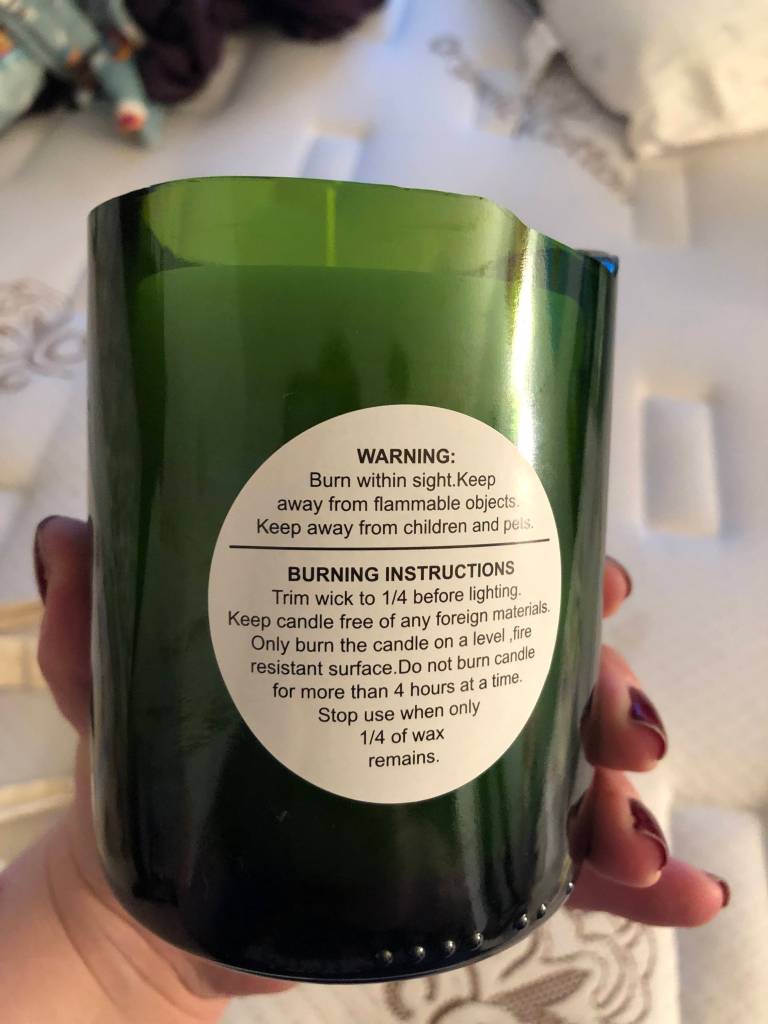 WARNING:
Burn within sight.Keep
away from flammable objects.
Keep away from children and pets.
BURNING INSTRUCTIONS
Trim wick to 1/4 before lighting.
Keep candle free of any foreign materials.
Only burn the candle on a level ,fire
resistant surface.Do not burn candle
for more than 4 hours at a time.
Stop use when only
1/4 of wax
remains.